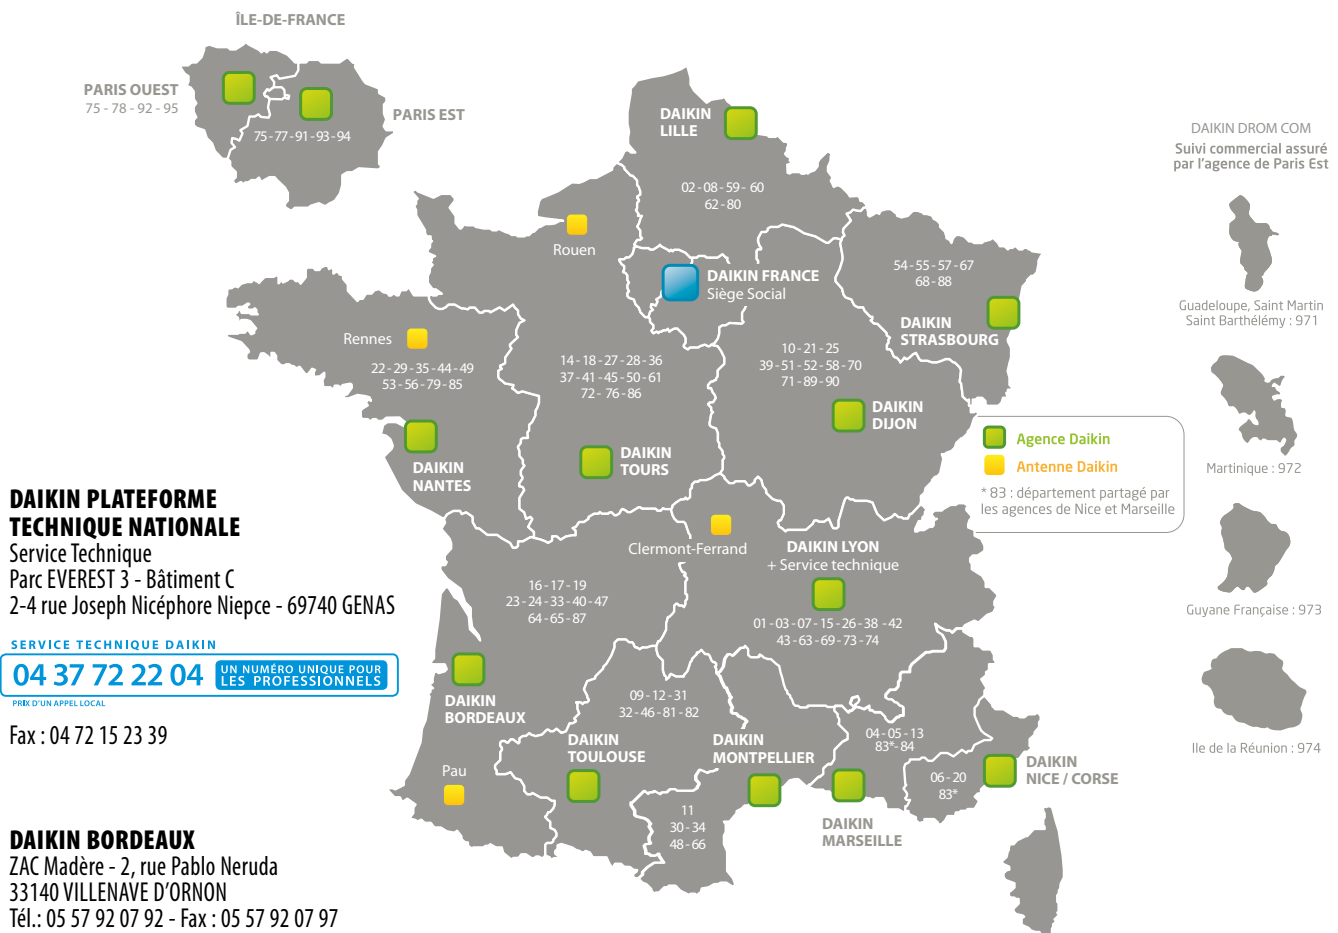 ÎLE-DE-FRANCE
PARIS OUEST
75 - 78 - 92 - 95
PARIS EST
75 - 77 - 91 - 93 - 94
DAIKIN
LILLE
02 - 08 - 59 - 60
62 - 80
Rouen
DAIKIN FRANCE
Siège Social
54 - 55 - 57 - 67
68 - 88
DAIKIN
STRASBOURG
Rennes
22 - 29 - 35 - 44 - 49
53 - 56 - 79 - 85
DAIKIN
NANTES
14 - 18 - 27 - 28 - 36
37 - 41 - 45 - 50 - 61
72 - 76 - 86
DAIKIN
TOURS
10 - 21 - 25
39 - 51 - 52 - 58 - 70
71 - 89 - 90
DAIKIN
DIJON
Agence Daikin
Antenne Daikin
* 83 : département partagé par
les agences de Nice et Marseille
Clermont-Ferrand
DAIKIN LYON
+ Service technique
01 - 03 - 07 - 15 - 26 - 38 - 42
43 - 63 - 69 - 73 - 74
16 - 17 - 19
23 - 24 - 33 - 40 - 47
64 - 65 - 87
DAIKIN
BORDEAUX
Pau
09 - 12 - 31
32 - 46 - 81 - 82
DAIKIN
TOULOUSE
DAIKIN
MONTPELLIER
11
30 - 34
48 - 66
04 - 05 - 13
83* - 84
DAIKIN
MARSEILLE
06 - 20
83*
DAIKIN
NICE / CORSE
DAIKIN DROM COM
Suivi commercial assuré
par l'agence de Paris Est
Guadeloupe, Saint Martin
Saint Barthélémy : 971
Martinique : 972
Guyane Française : 973
Ile de la Réunion : 974
DAIKIN PLATEFORME
TECHNIQUE NATIONALE
Service Technique
Parc EVEREST 3 - Bâtiment C
2-4 rue Joseph Nicéphore Niepce - 69740 GENAS
SERVICE TECHNIQUE DAIKIN
04 37 72 22 04
UN NUMÉRO UNIQUE POUR
LES PROFESSIONNELS
PRIX D'UN APPEL LOCAL
Fax : 04 72 15 23 39
DAIKIN BORDEAUX
ZAC Madère - 2, rue Pablo Neruda
33140 VILLENAVE D'ORNON
Tél.: 05 57 92 07 92 - Fax : 05 57 92 07 97